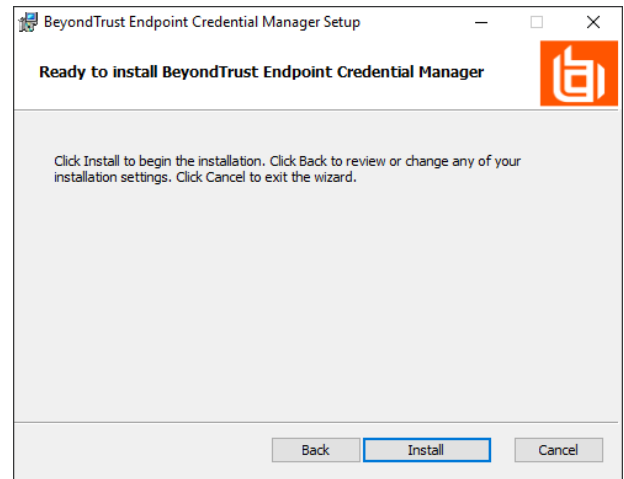 BeyondTrust Endpoint Credential Manager Setup
Ready to install BeyondTrust Endpoint Credential Manager
Click Install to begin the installation. Click Back to review or change any of your
installation settings. Click Cancel to exit the wizard.
Back Install Cancel